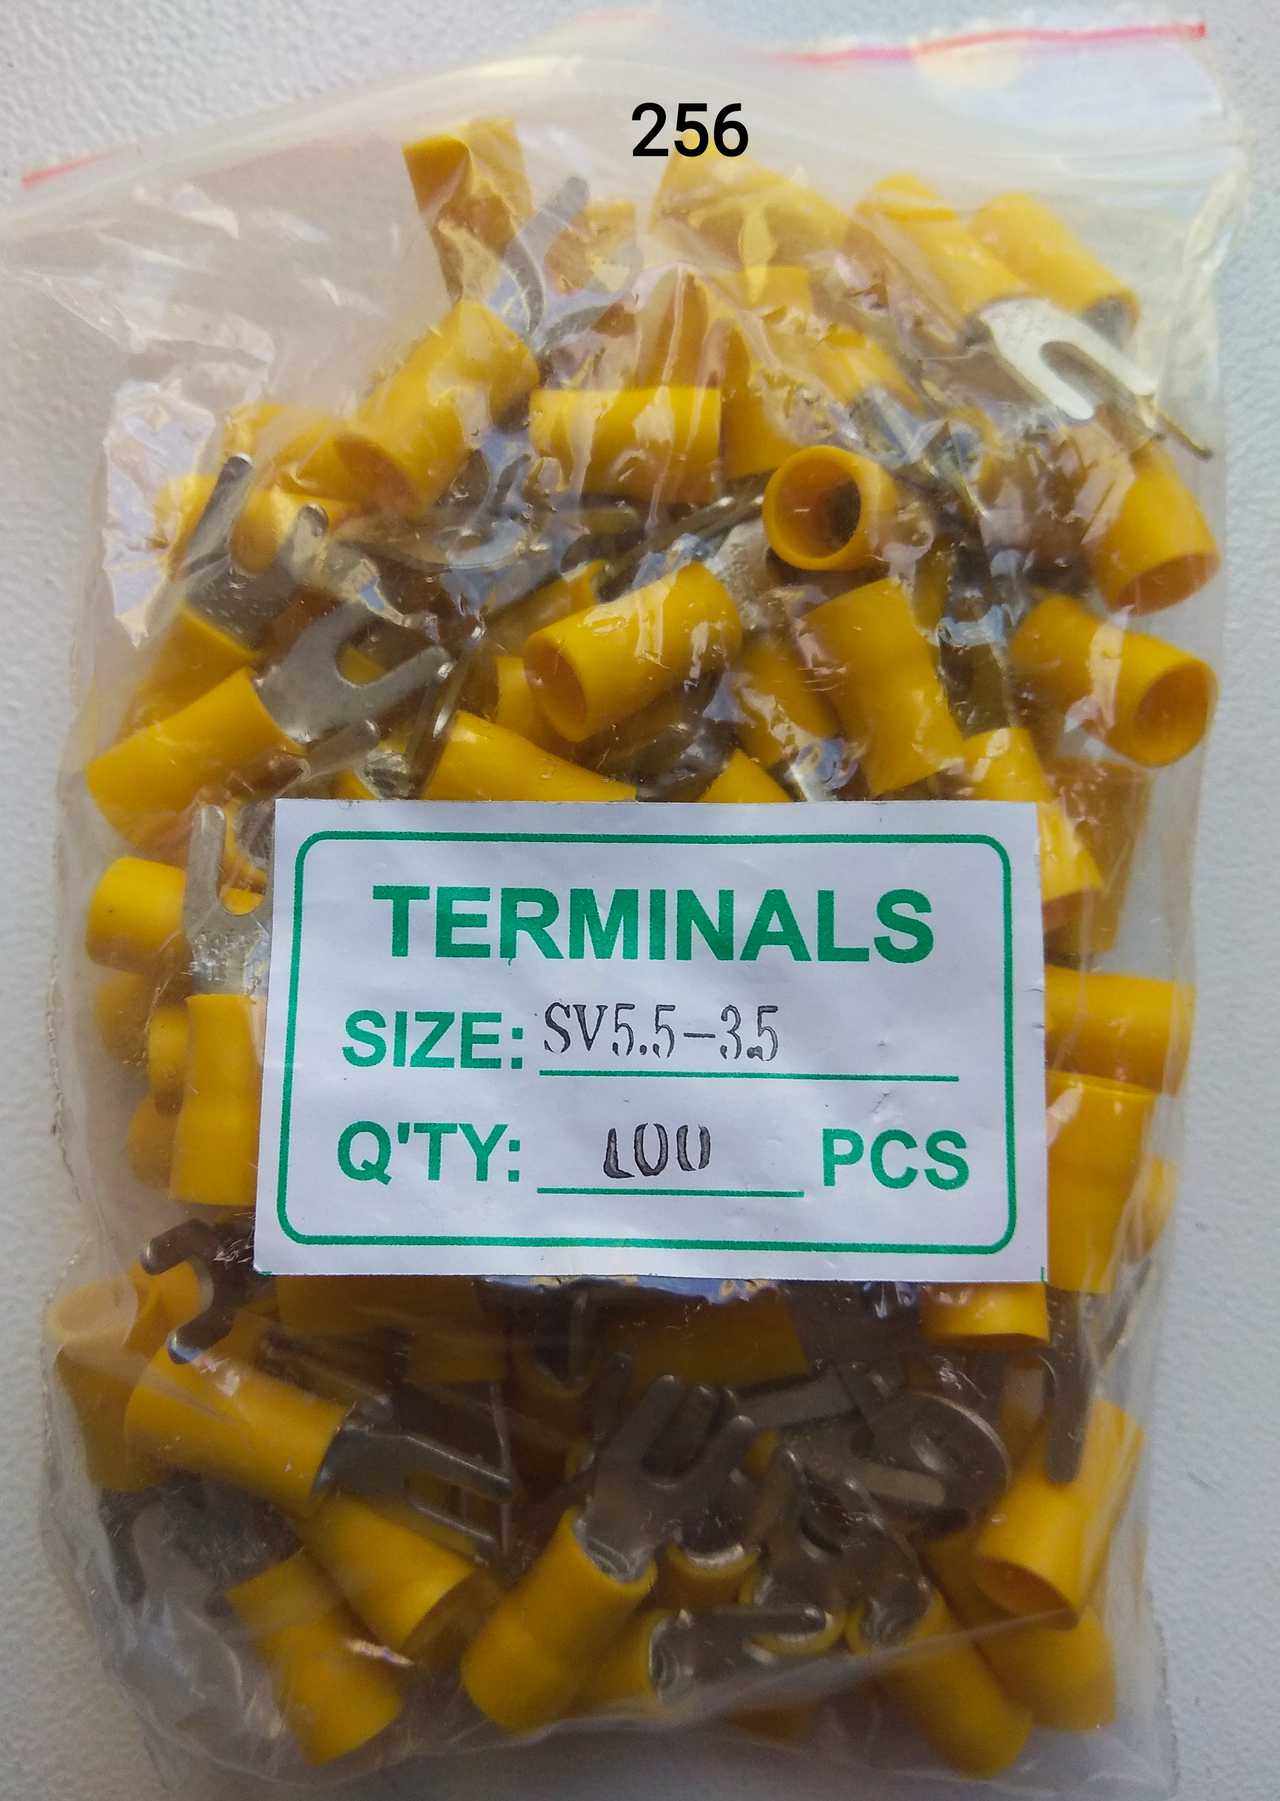 256
TERMINALS
SIZE: SV5.5-3.5
Q'TY: 100 PCS